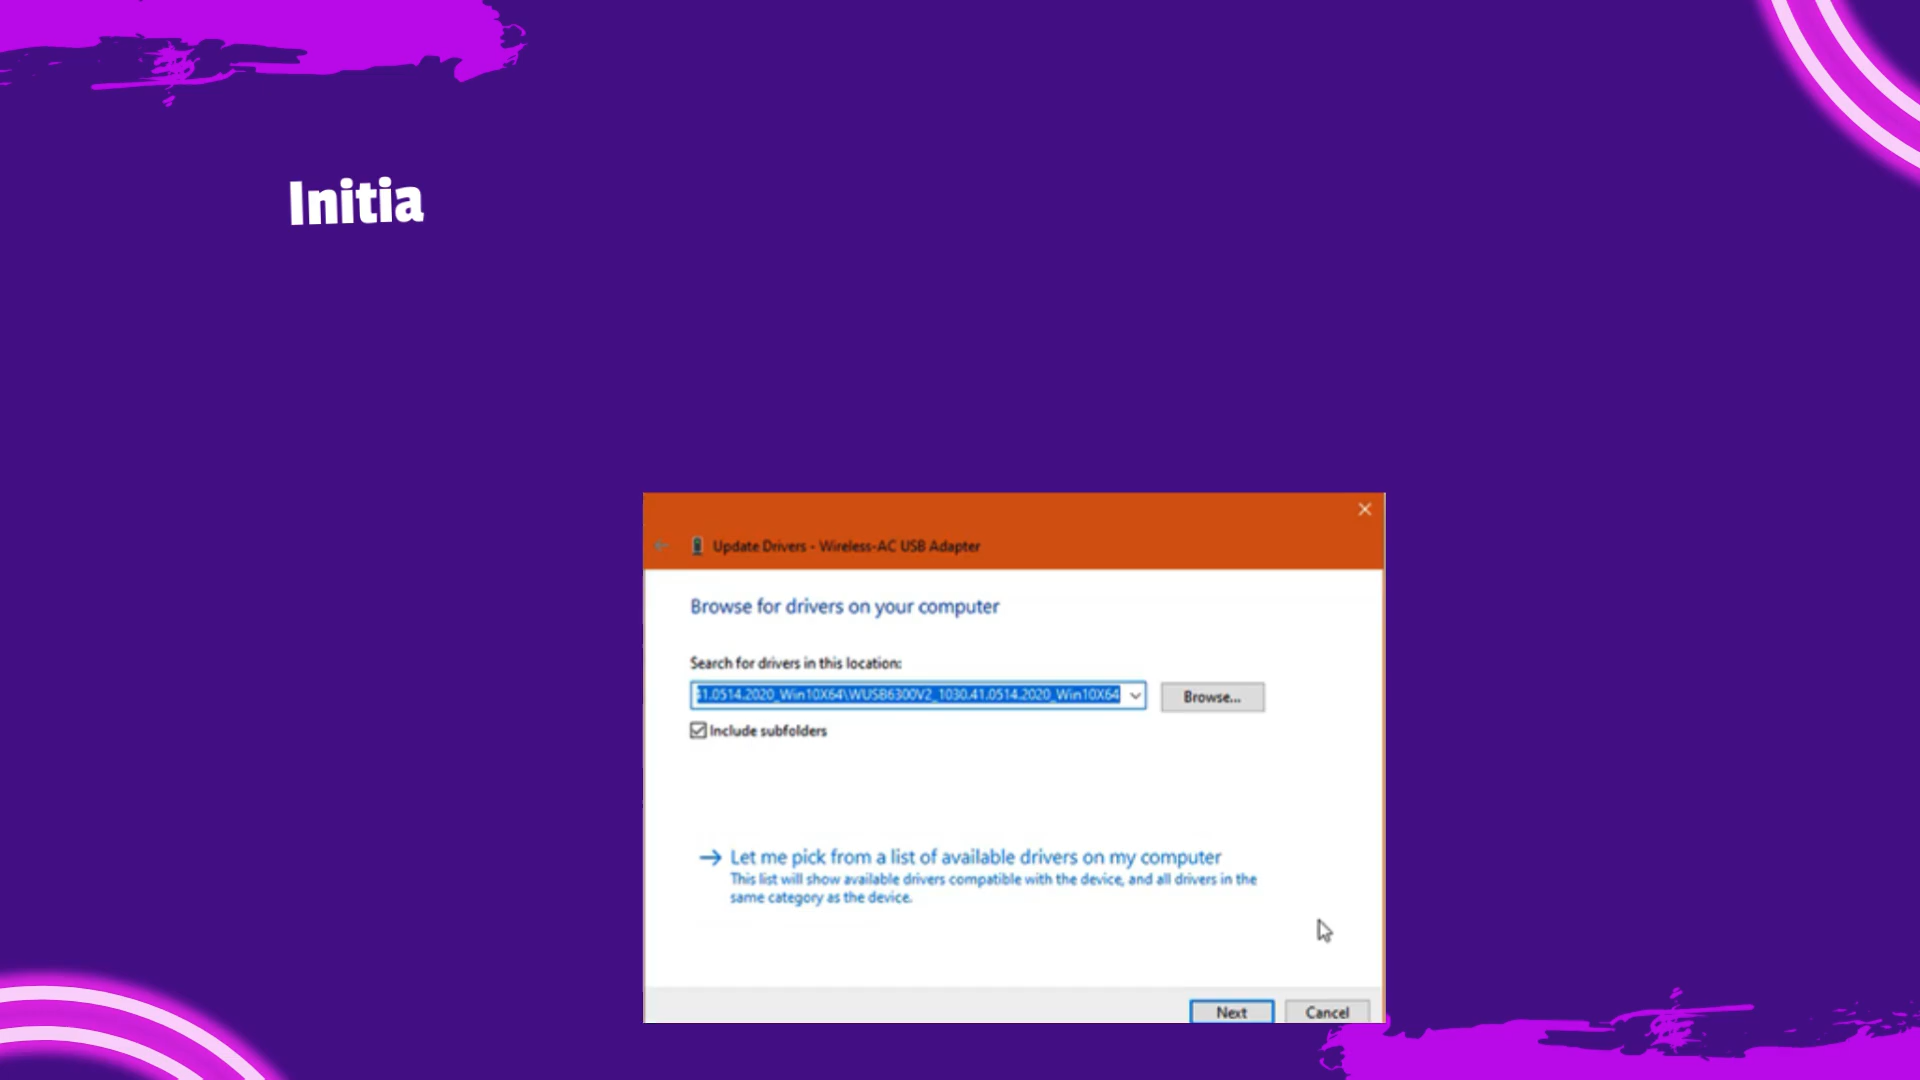 Initia
Update Drivers - Wireless-AC USB Adapter
Browse for drivers on your computer
Search for drivers in this location:
31.0514.2020_Win10X64\WUSB6300V2_1030.41.0514.2020_Win10X64
Browse...
Include subfolders
Let me pick from a list of available drivers on my computer
This list will show available drivers compatible with the device, and all drivers in the
same category as the device.
Next
Cancel